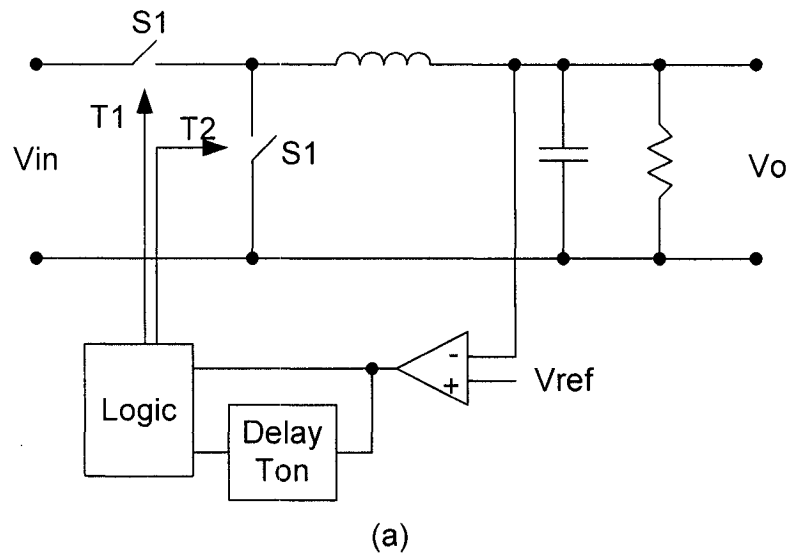 S1
T1
T2
S1
Vin
Vo
-
+
Vref
Logic
Delay
Ton
(a)